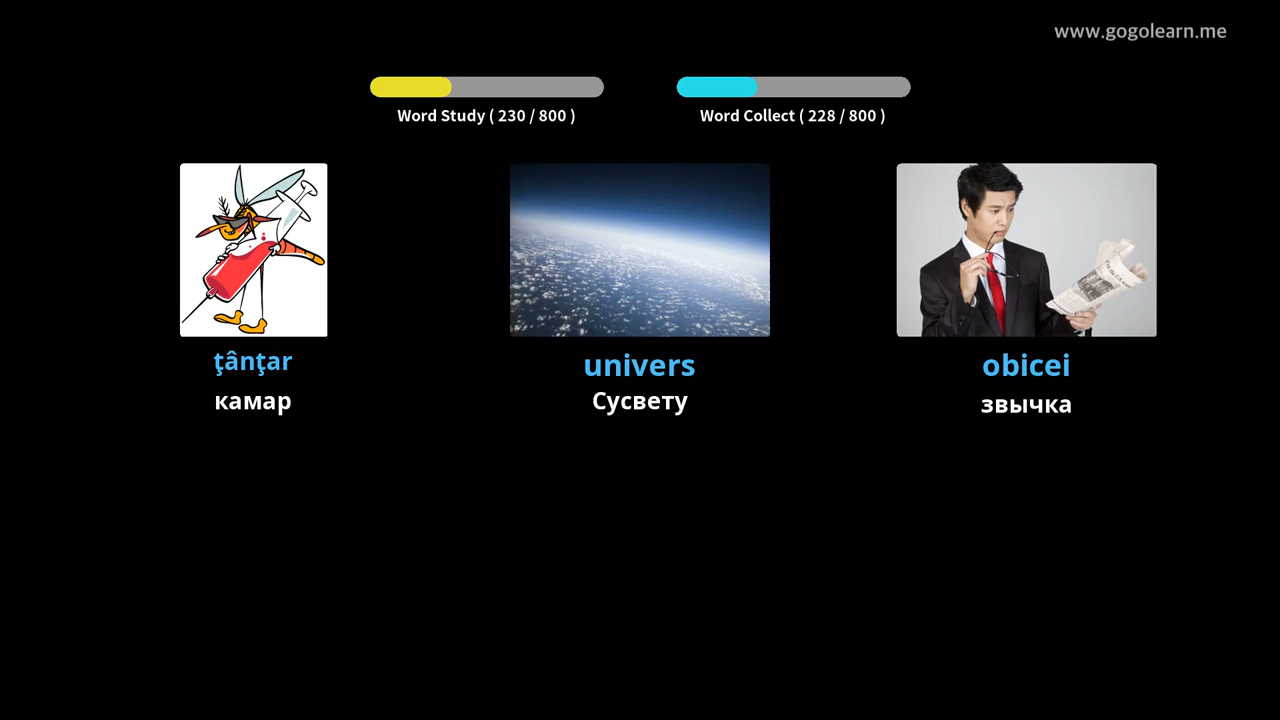 www.gogolearn.me
Word Study ( 230 / 800 )
Word Collect ( 228 / 800 )
ţânţar
univers
obicei
камар
Сусвету
звычка